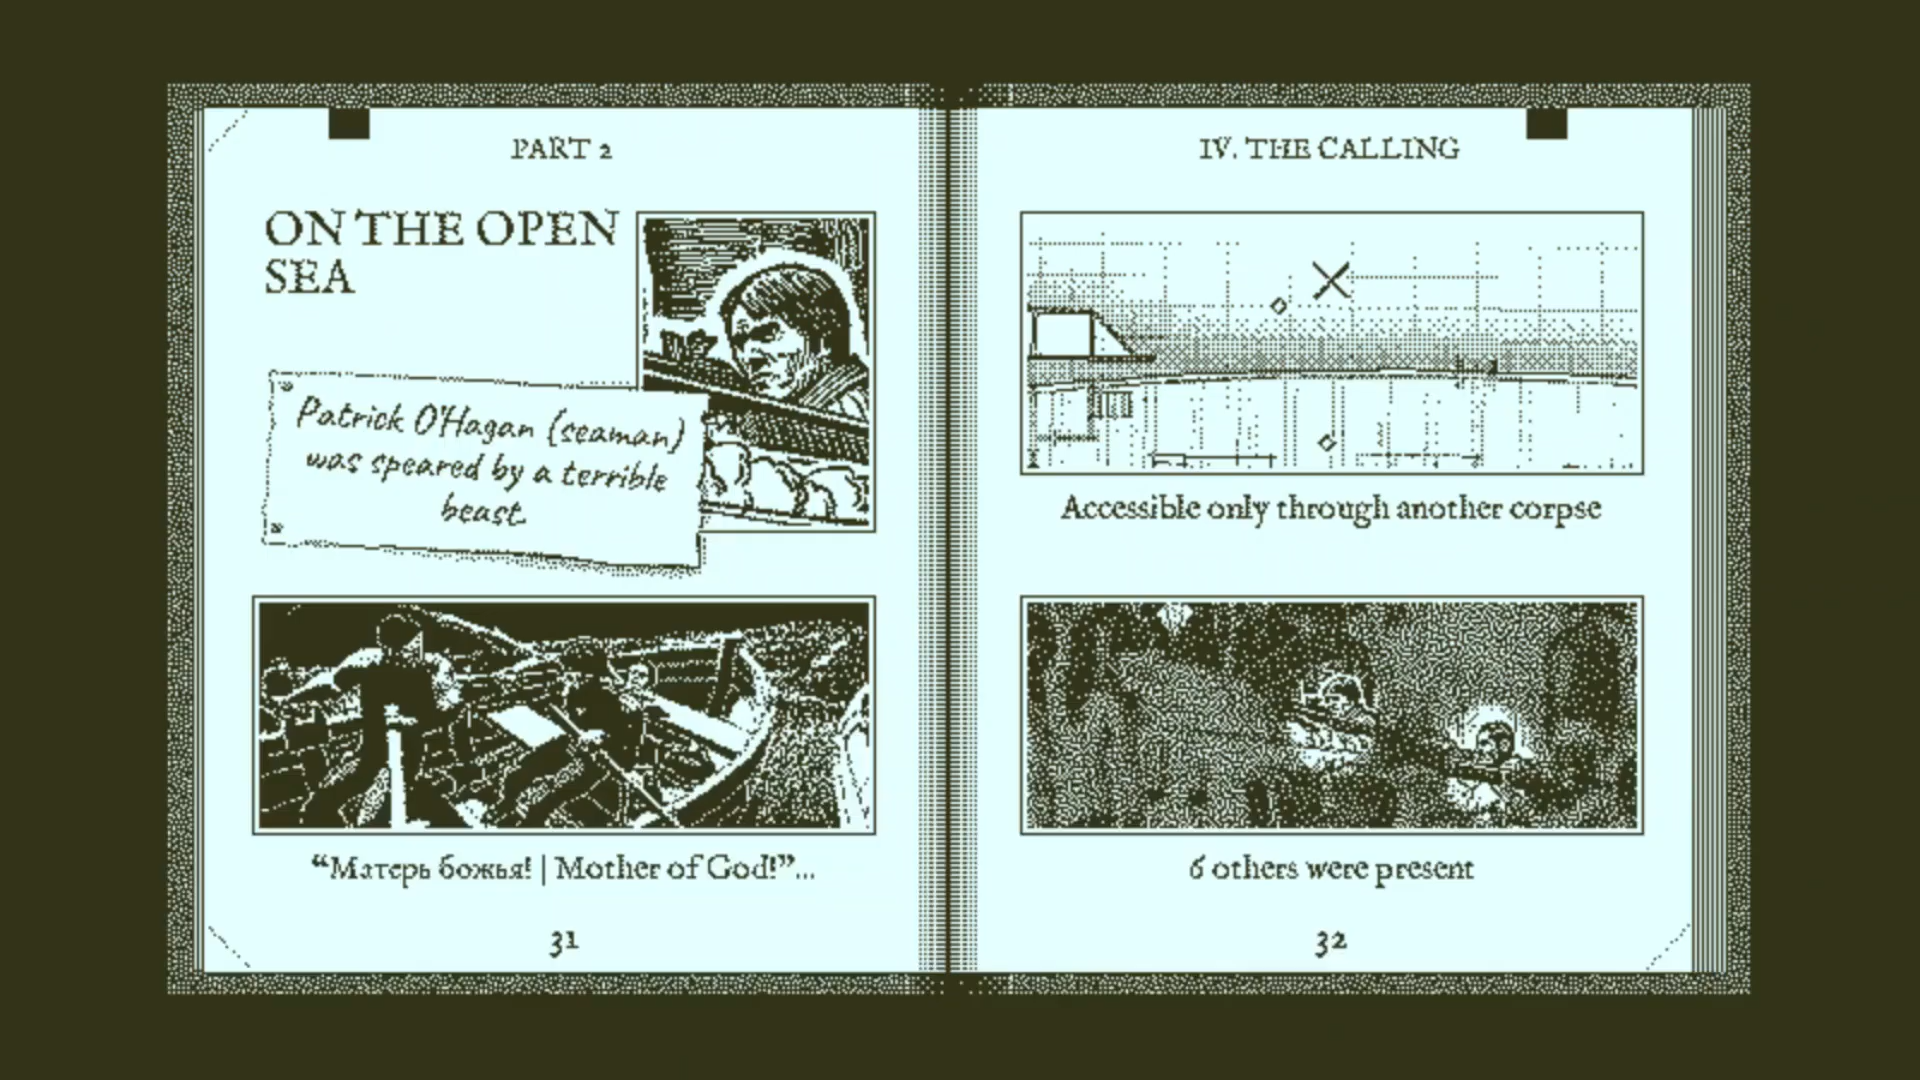 PART 2
ON THE OPEN
SEA
Patrick O'Hagan (seaman)
was speared by a terrible
beast.
“Матерь божья! | Mother of God!”...
31
IV. THE CALLING
Accessible only through another corpse
6 others were present
32